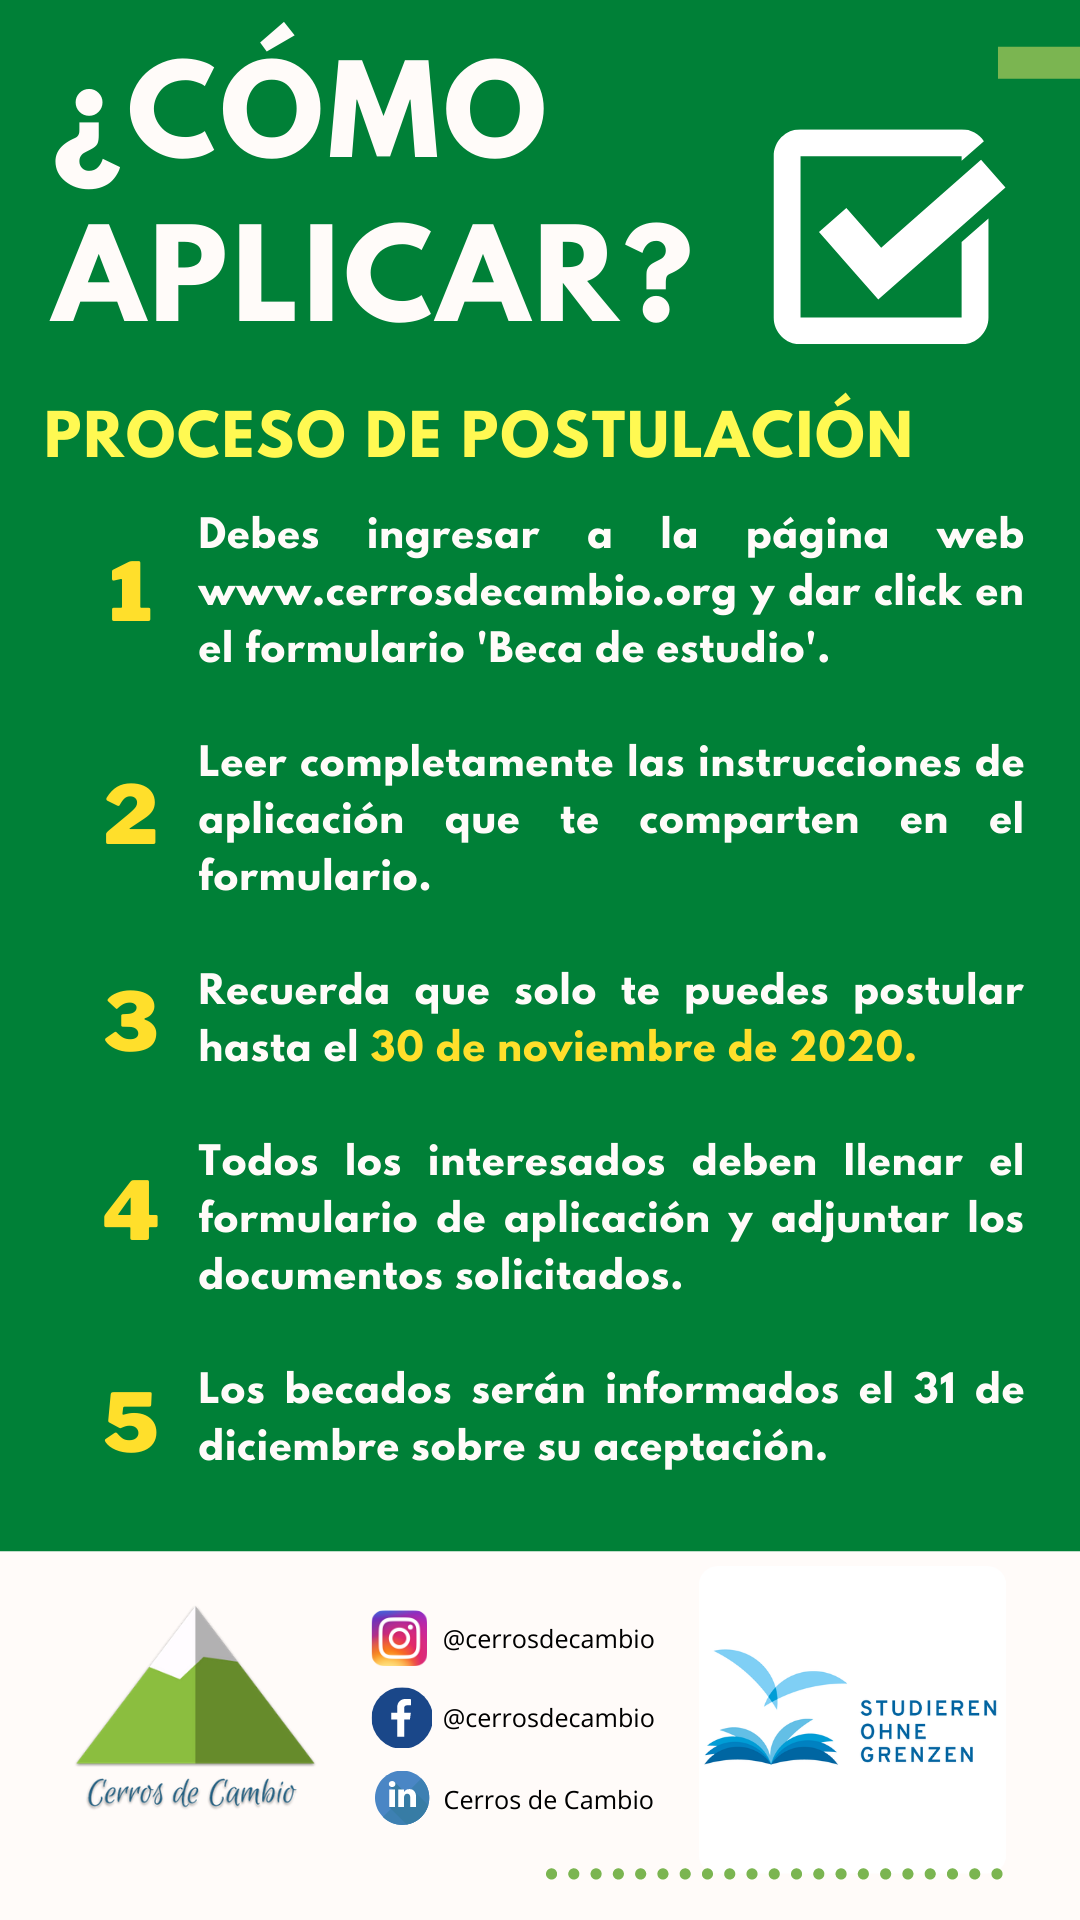 ¿CÓMO
APLICAR?
PROCESO DE POSTULACIÓN
1
Debes ingresar a la página web
www.cerrosdecambio.org y dar click en
el formulario 'Beca de estudio'.
2
Leer completamente las instrucciones de
aplicación que te comparten en el
formulario.
3
Recuerda que solo te puedes postular
hasta el 30 de noviembre de 2020.
4
Todos los interesados deben llenar el
formulario de aplicación y adjuntar los
documentos solicitados.
5
Los becados serán informados el 31 de
diciembre sobre su aceptación.
Cerros de Cambio
@cerrosdecambio
@cerrosdecambio
in
Cerros de Cambio
STUDIEREN
OHNE
GRENZEN